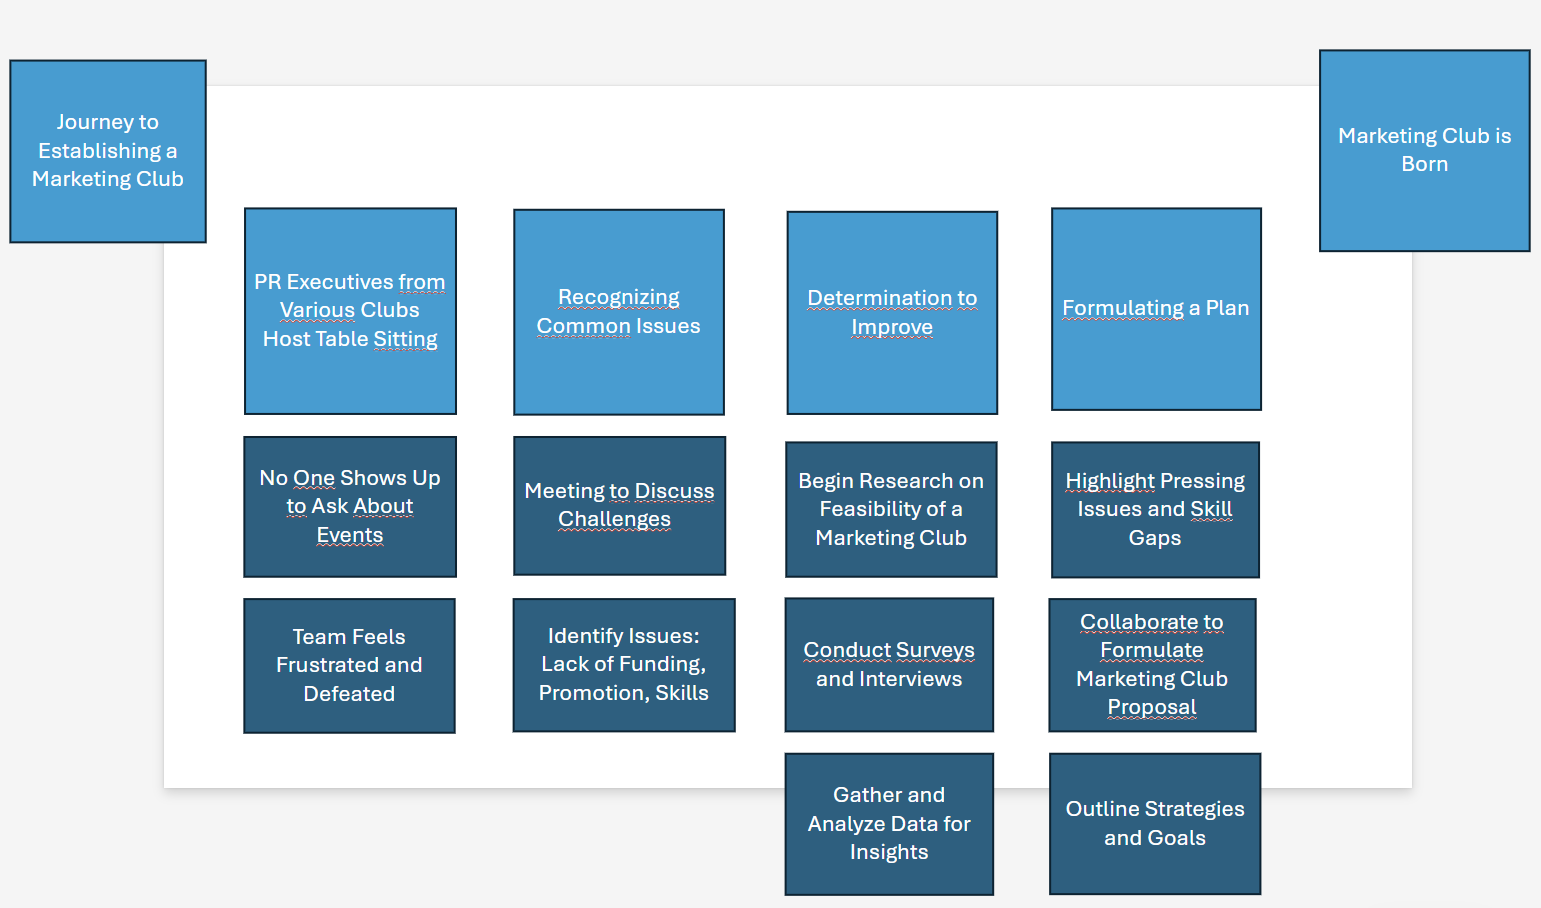 Journey to
Establishing a
Marketing Club
Marketing Club is
Born
PR Executives from
Various Clubs
Host Table Sitting
Recognizing
Common Issues
Determination to
Improve
Formulating a Plan
No One Shows Up
to Ask About
Events
Meeting to Discuss
Challenges
Begin Research on
Feasibility of a
Marketing Club
Highlight Pressing
Issues and Skill
Gaps
Team Feels
Frustrated and
Defeated
Identify Issues:
Lack of Funding,
Promotion, Skills
Conduct Surveys
and Interviews
Collaborate to
Formulate
Marketing Club
Proposal
Gather and
Analyze Data for
Insights
Outline Strategies
and Goals